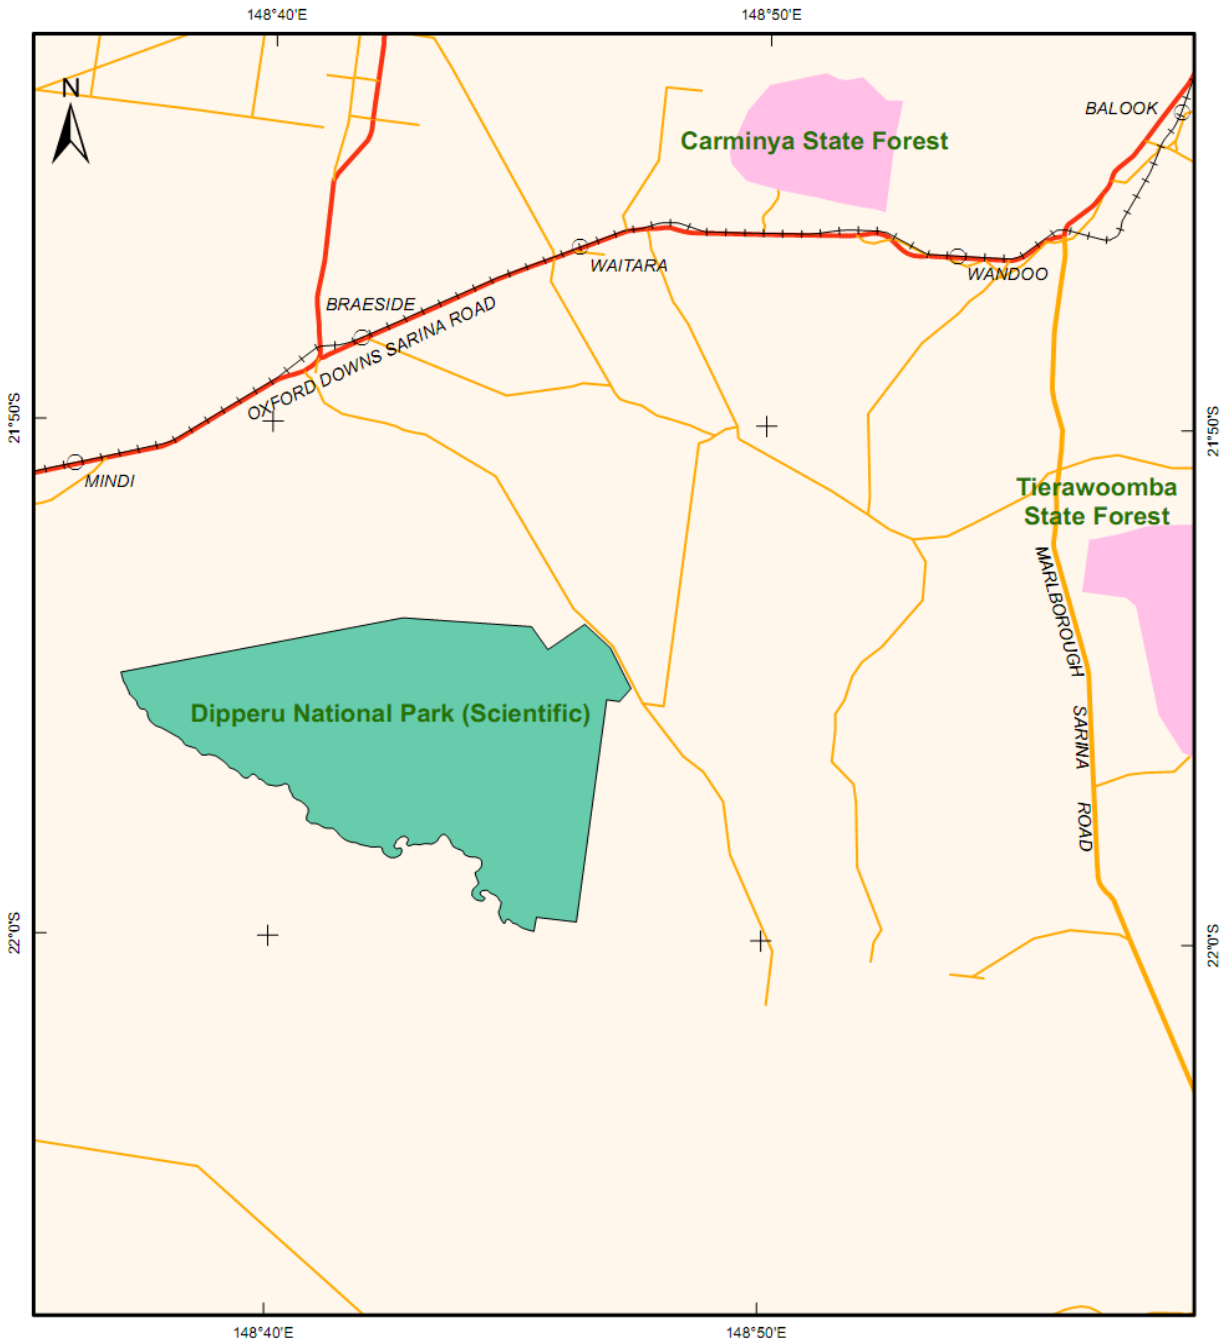 148°40'E
148°50'E
N
BALOOK
Carminya State Forest
WAITARA
WANDOO
BRAESIDE
OXFORD DOWNS SARINA ROAD
21°50'S
21°50'S
MINDI
Tierawoomba
State Forest
MARLBOROUGH SARINA ROAD
Dipperu National Park (Scientific)
22°0'S
22°0'S
148°40'E
148°50'E